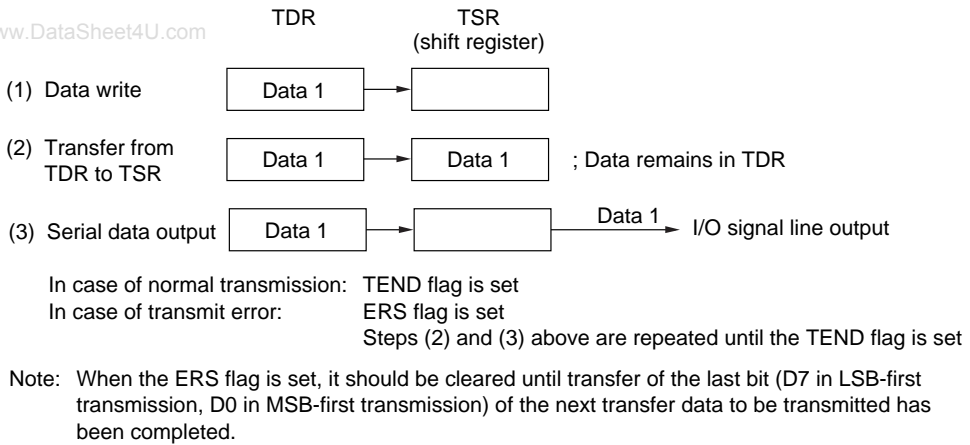 TDR TSR
ww.DataSheet4U.com
(shift register)
(1) Data write Data 1
(2) Transfer from
TDR to TSR Data 1 Data 1 ; Data remains in TDR
(3) Serial data output Data 1 Data 1 I/O signal line output
In case of normal transmission: TEND flag is set
In case of transmit error: ERS flag is set
Steps (2) and (3) above are repeated until the TEND flag is set
Note: When the ERS flag is set, it should be cleared until transfer of the last bit (D7 in LSB-first
transmission, D0 in MSB-first transmission) of the next transfer data to be transmitted has
been completed.